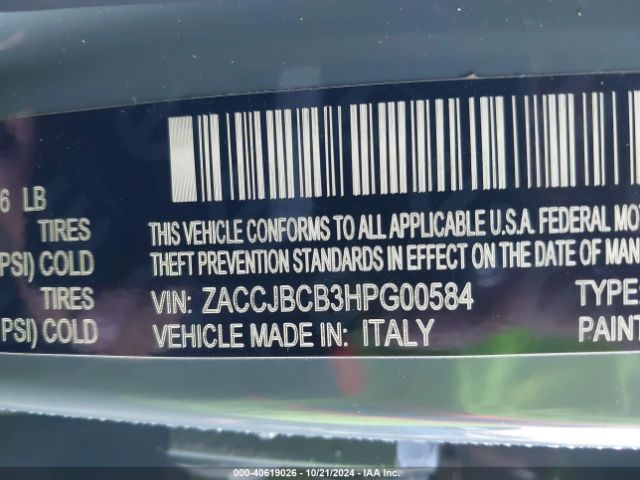 6 LB
TIRES
PSI) COLD
TIRES
PSI) COLD
THIS VEHICLE CONFORMS TO ALL APPLICABLE U.S.A. FEDERAL MOT
THEFT PREVENTION STANDARDS IN EFFECT ON THE DATE OF MAN
VIN: ZACCJBCB3HPG00584 TYPE:
VEHICLE MADE IN: ITALY PAINT
000-40619026 - 10/21/2024 - IAA Inc.